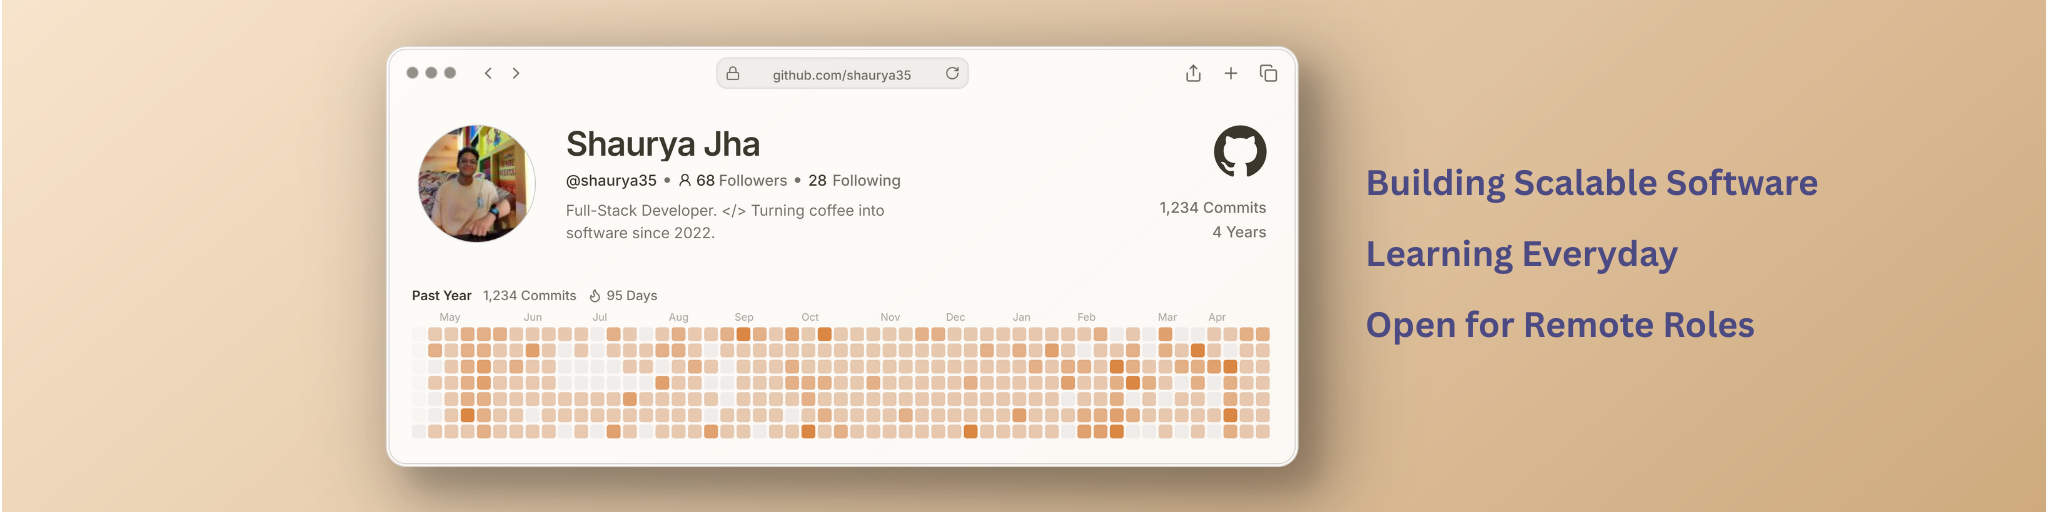 github.com/shaurya35
Shaurya Jha
@shaurya35 • 68 Followers • 28 Following
Full-Stack Developer. </> Turning coffee into
software since 2022.
1,234 Commits
4 Years
Past Year 1,234 Commits 95 Days
May Jun Jul Aug Sep Oct Nov Dec Jan Feb Mar Apr
Building Scalable Software
Learning Everyday
Open for Remote Roles